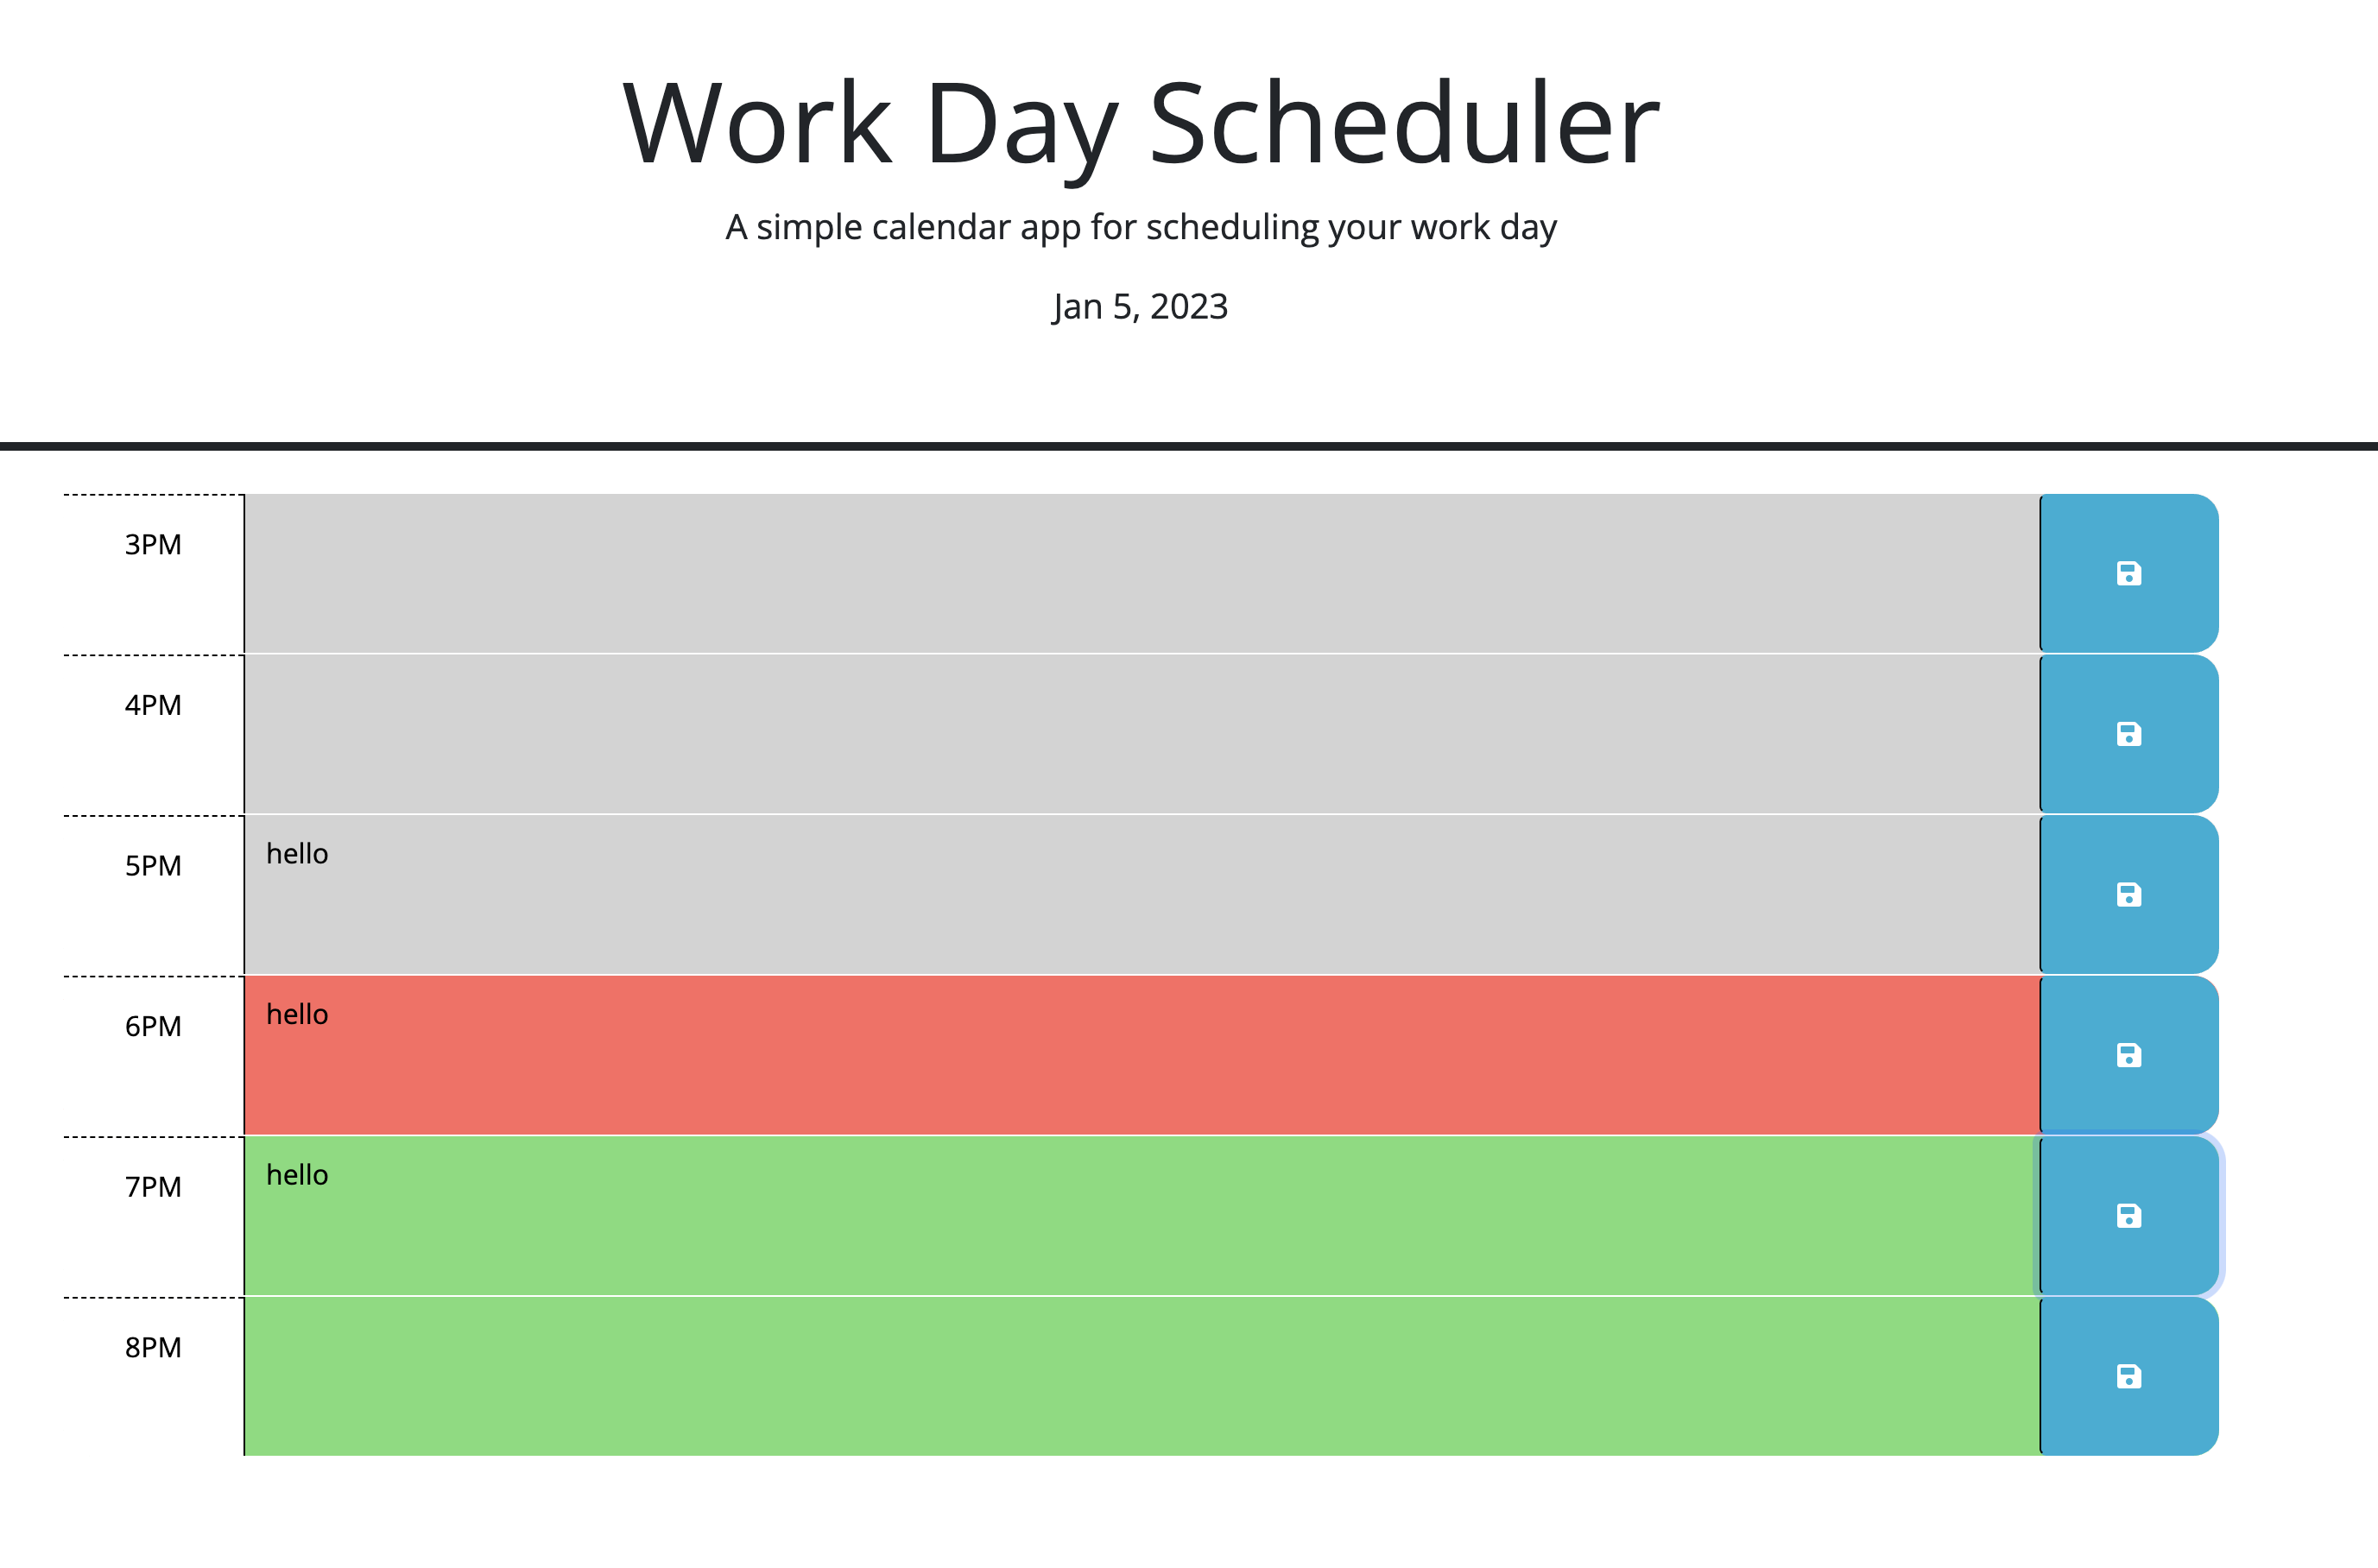 Work Day Scheduler
A simple calendar app for scheduling your work day
Jan 5, 2023
3PM
4PM
5PM hello
6PM hello
7PM hello
8PM